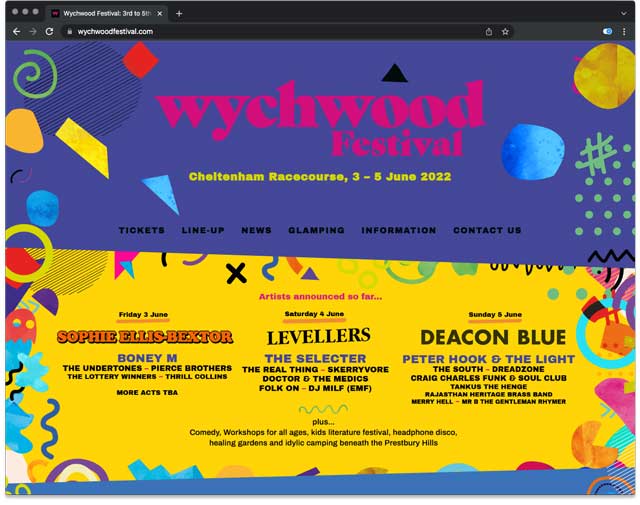 Wychwood Festival: 3rd to 5th
wychwoodfestival.com
wychwood
Festival
Cheltenham Racecourse, 3 – 5 June 2022
TICKETS LINE-UP NEWS GLAMPING INFORMATION CONTACT US
Artists announced so far...
Friday 3 June
SOPHIE ELLIS-BEXTOR
BONEY M
THE UNDERTONES – PIERCE BROTHERS
THE LOTTERY WINNERS – THRILL COLLINS
MORE ACTS TBA
Saturday 4 June
LEVELLERS
THE SELECTER
THE REAL THING – SKERRYVORE
DOCTOR & THE MEDICS
FOLK ON – DJ MILF (EMF)
Sunday 5 June
DEACON BLUE
PETER HOOK & THE LIGHT
THE SOUTH – DREADZONE
CRAIG CHARLES FUNK & SOUL CLUB
TANKUS THE HENGE
RAJASTHAN HERITAGE BRASS BAND
MERRY HELL – MR B THE GENTLEMAN RHYMER
plus...
Comedy, Workshops for all ages, kids literature festival, headphone disco,
healing gardens and idylic camping beneath the Prestbury Hills